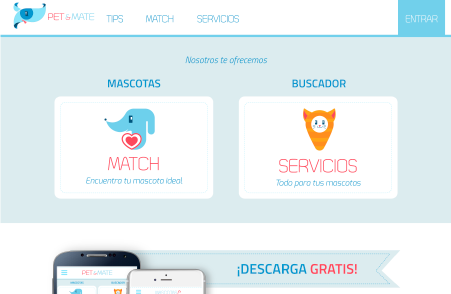 PET&MATE TIPS MATCH SERVICIOS ENTRAR
Nosotros te ofrecemos
MASCOTAS
BUSCADOR
MATCH
Encuentra tu mascota ideal
SERVICIOS
Todo para tus mascotas
¡DESCARGA GRATIS!
PET&MATE
MASCOTAS